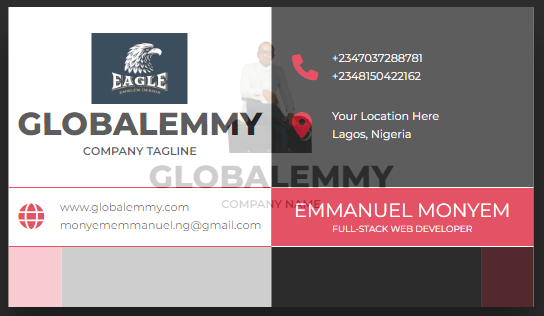 EAGLE
EMBLEM DESIGN
GLOBALEMMY
COMPANY TAGLINE
+2347037288781
+2348150422162
Your Location Here
Lagos, Nigeria
GLOBALEMMY
COMPANY NAME
www.globalemmy.com
monyememmanuel.ng@gmail.com
EMMANUEL MONYEM
FULL-STACK WEB DEVELOPER